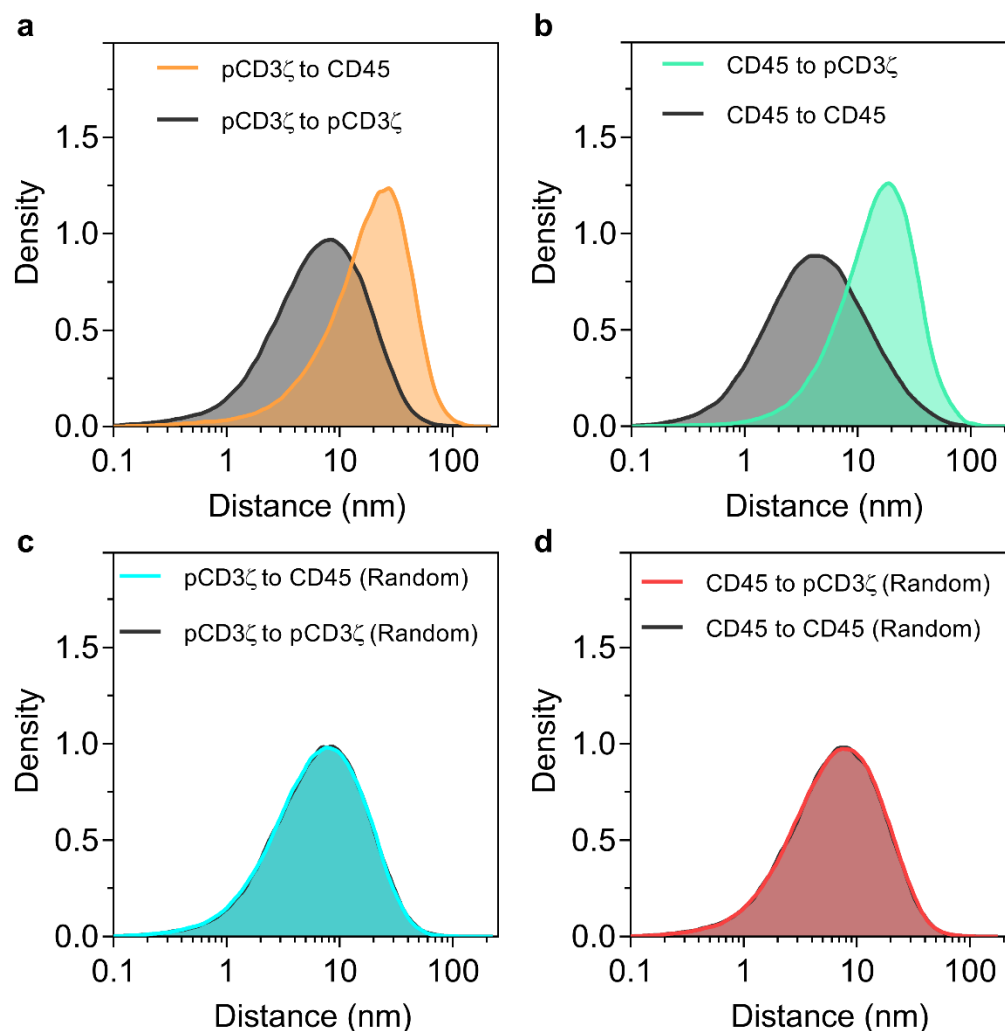 a
pCD3ζ to CD45
pCD3ζ to pCD3ζ
Density
1.5
1.0
0.5
0.0
0.1
1
10
100
Distance (nm)
b
CD45 to pCD3ζ
CD45 to CD45
Density
1.5
1.0
0.5
0.0
0.1
1
10
100
Distance (nm)
c
pCD3ζ to CD45 (Random)
pCD3ζ to pCD3ζ (Random)
Density
1.5
1.0
0.5
0.0
0.1
1
10
100
Distance (nm)
d
CD45 to pCD3ζ (Random)
CD45 to CD45 (Random)
Density
1.5
1.0
0.5
0.0
0.1
1
10
100
Distance (nm)